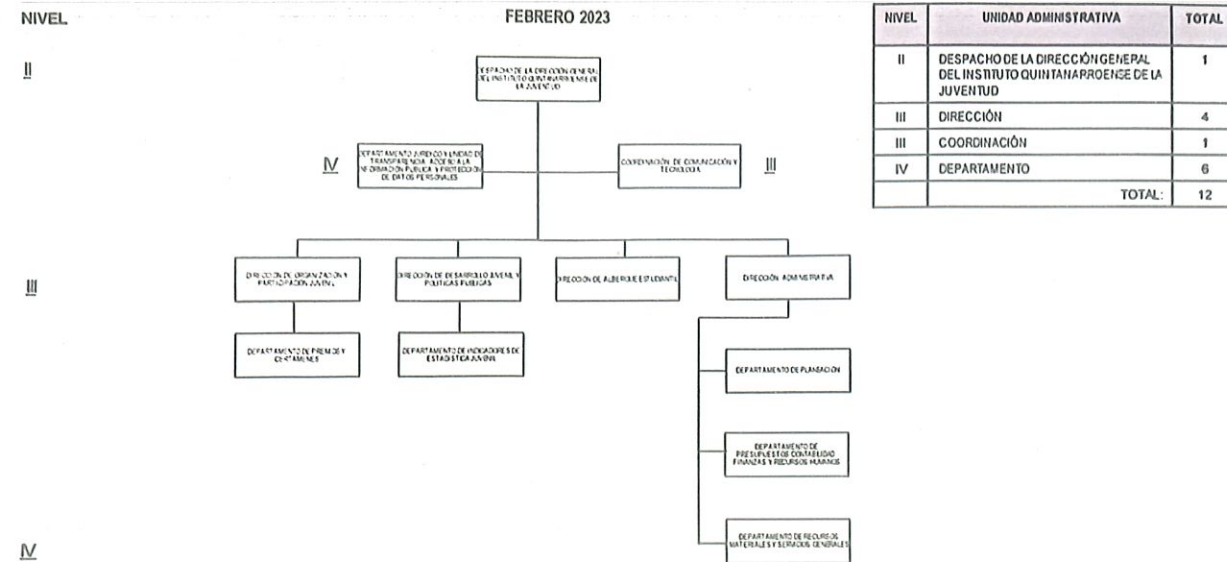 NIVEL
FEBRERO 2023
II
DESPACHO DE LA DIRECCIÓN GENERAL
DEL INSTITUTO QUINTANARROENSE DE
LA JUVENTUD
IV
DEPARTAMENTO JURÍDICO Y UNIDAD DE
TRANSPARENCIA, ACCESO A LA
INFORMACIÓN PÚBLICA Y PROTECCIÓN
DE DATOS PERSONALES
COORDINACIÓN DE COMUNICACIÓN Y
TECNOLOGIA
III
III
DIRECCIÓN DE ORGANIZACIÓN Y
PARTICIPACIÓN JUVENIL
DIRECCIÓN DE DESARROLLO JUVENIL Y
POLÍTICAS PÚBLICAS
DIRECCIÓN DE ALBERGUE ESTUDIANTIL
DIRECCIÓN ADMINISTRATIVA
DEPARTAMENTO DE PREMIOS Y
CERTÁMENES
DEPARTAMENTO DE INDICADORES DE
ESTADÍSTICA JUVENIL
DEPARTAMENTO DE PLANEACIÓN
DEPARTAMENTO DE
PRESUPUESTOS CONTABILIDAD
FINANZAS Y RECURSOS HUMANOS
DEPARTAMENTO DE RECURSOS
MATERIALES Y SERVICIOS GENERALES
IV
NIVEL UNIDAD ADMINISTRATIVA TOTAL
II DESPACHO DE LA DIRECCIÓN GENERAL 1
DEL INSTITUTO QUINTANARROENSE DE LA
JUVENTUD
III DIRECCIÓN 4
III COORDINACIÓN 1
IV DEPARTAMENTO 6
TOTAL: 12